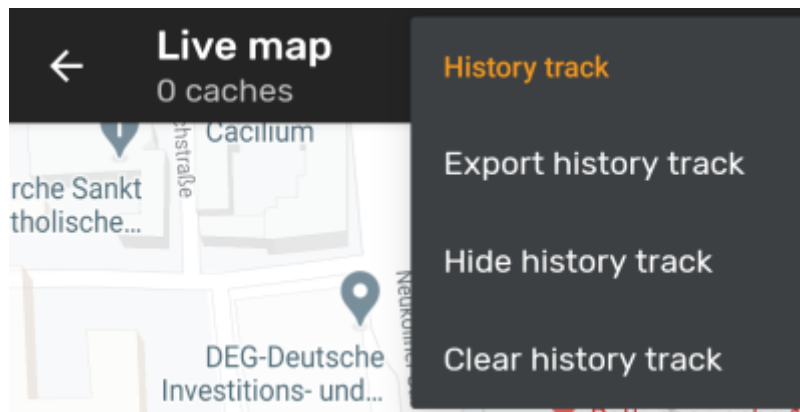 Live map
0 caches
History track
Export history track
Hide history track
Clear history track
Cacilium
chstraße
rche Sankt
tholische...
DEG-Deutsche
Investitions- und...